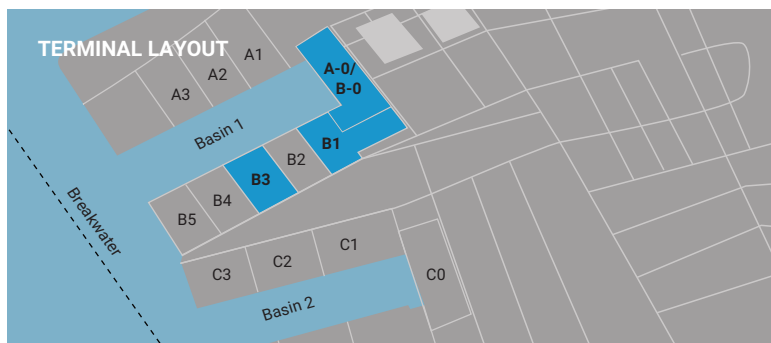 TERMINAL LAYOUT
A1
A2
A3
A-0/
B-0
Basin 1
B1
B2
B3
B4
B5
Breakwater
C1
C2
C3
C0
Basin 2